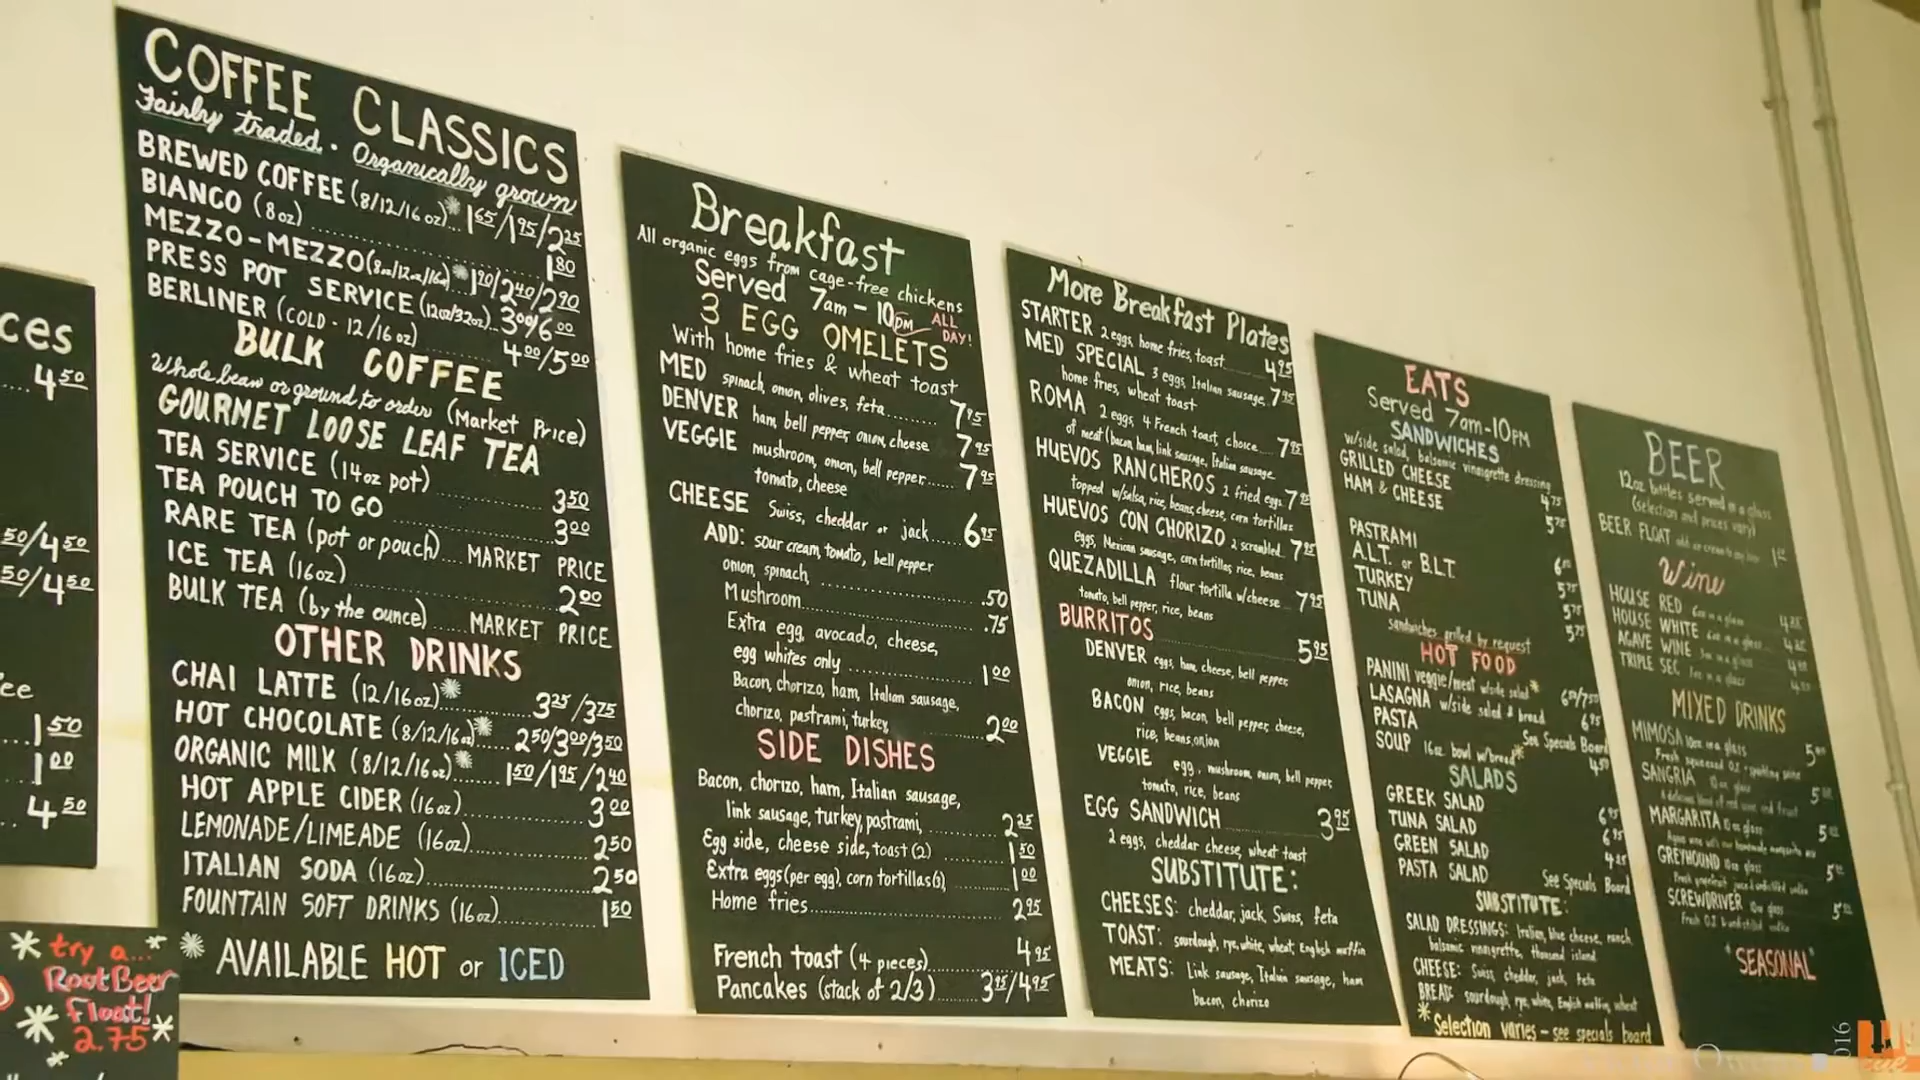 ces
4.50
50/4.50
50/4.50
ee
1.50
1.00
4.50
try a...
Root Beer
Float!
2.75
COFFEE CLASSICS
Fairly traded. Organically grown
BREWED COFFEE (8/12/16 oz)* 1.65/1.95/2.25
BIANCO (8oz) 1.80
MEZZO-MEZZO (8oz/12oz/16oz)* 1.90/2.40/2.90
PRESS POT SERVICE (12oz/32oz) 3.00/6.00
BERLINER (COLD - 12/16oz) 4.00/5.00
BULK COFFEE
Whole bean or ground to order (Market Price)
GOURMET LOOSE LEAF TEA
TEA SERVICE (14oz pot) 3.50
TEA POUCH TO GO 3.00
RARE TEA (pot or pouch) MARKET PRICE
ICE TEA (16oz) 2.00
BULK TEA (by the ounce) MARKET PRICE
OTHER DRINKS
CHAI LATTE (12/16oz)* 3.25/3.75
HOT CHOCOLATE (8/12/16oz)* 2.50/3.00/3.50
ORGANIC MILK (8/12/16oz)* 1.50/1.95/2.40
HOT APPLE CIDER (16oz) 3.00
LEMONADE/LIMEADE (16oz) 2.50
ITALIAN SODA (16oz) 2.50
FOUNTAIN SOFT DRINKS (16oz) 1.50
* AVAILABLE HOT or ICED
Breakfast
All organic eggs from cage-free chickens
Served 7am - 10pm ALL DAY!
3 EGG OMELETS
With home fries & wheat toast
MED spinach, onion, olives, feta 7.95
DENVER ham, bell pepper, onion, cheese 7.95
VEGGIE mushroom, onion, bell pepper 7.95
tomato, cheese
CHEESE Swiss, cheddar or jack 6.95
ADD: sour cream, tomato, bell pepper
onion, spinach, .50
Mushroom .75
Extra egg, avocado, cheese,
egg whites only 1.00
Bacon, chorizo, ham, Italian sausage,
chorizo, pastrami, turkey 2.00
SIDE DISHES
Bacon, chorizo, ham, Italian sausage,
link sausage, turkey, pastrami, 2.25
Egg side, cheese side, toast (2) 1.50
Extra eggs (per egg), corn tortillas (3) 1.00
Home fries 2.95
French toast (4 pieces) 4.95
Pancakes (stack of 2/3) 3.95/4.95
More Breakfast Plates
STARTER 2 eggs, home fries, toast 4.95
MED SPECIAL 3 eggs, Italian sausage, 7.95
home fries, wheat toast
ROMA 2 eggs, 4 French toast, choice 7.95
of meat (bacon, ham, link sausage, Italian sausage
HUEVOS RANCHEROS 2 fried eggs 7.95
topped w/salsa, rice, beans, cheese, corn tortillas
HUEVOS CON CHORIZO 2 scrambled 7.95
eggs, Mexican sausage, corn tortillas, rice, beans
QUEZADILLA flour tortilla w/cheese 7.95
tomato, bell pepper, rice, beans
BURRITOS 5.95
DENVER eggs, ham, cheese, bell pepper,
onion, rice, beans
BACON eggs, bacon, bell pepper, cheese,
rice, beans, onion
VEGGIE egg, mushroom, onion, bell pepper,
tomato, rice, beans
EGG SANDWICH 3.95
2 eggs, cheddar cheese, wheat toast
SUBSTITUTE:
CHEESES: cheddar, jack, Swiss, feta
TOAST: sourdough, rye, white, wheat, English muffin
MEATS: Link sausage, Italian sausage, ham
bacon, chorizo
EATS
Served 7am-10pm
SANDWICHES
w/side salad, balsamic vinaigrette dressing
GRILLED CHEESE 4.75
HAM & CHEESE 5.75
PASTRAMI
A.L.T. or B.L.T.
TURKEY 5.75
TUNA 5.75
sandwiches grilled by request
HOT FOOD
PANINI veggie/meat w/side salad* 6.50/7.50
LASAGNA w/side salad & bread 6.95
PASTA See Specials Board
SOUP 16oz. bowl w/bread* 4.50
SALADS
GREEK SALAD 6.95
TUNA SALAD 6.95
GREEN SALAD 4.25
PASTA SALAD See Specials Board
SUBSTITUTE:
SALAD DRESSINGS: Italian, blue cheese, ranch,
balsamic vinaigrette, thousand island
CHEESE: Swiss, cheddar, jack, feta
BREAD: sourdough, rye, white, English muffin, wheat
* Selection varies - see specials board
BEER
12oz bottles served in a glass
(selection and prices vary)
BEER FLOAT
Wine
HOUSE RED
HOUSE WHITE
AGAVE WINE
TRIPLE SEC
MIXED DRINKS
MIMOSA
SANGRIA
MARGARITA
GREYHOUND
SCREWDRIVER
"SEASONAL"